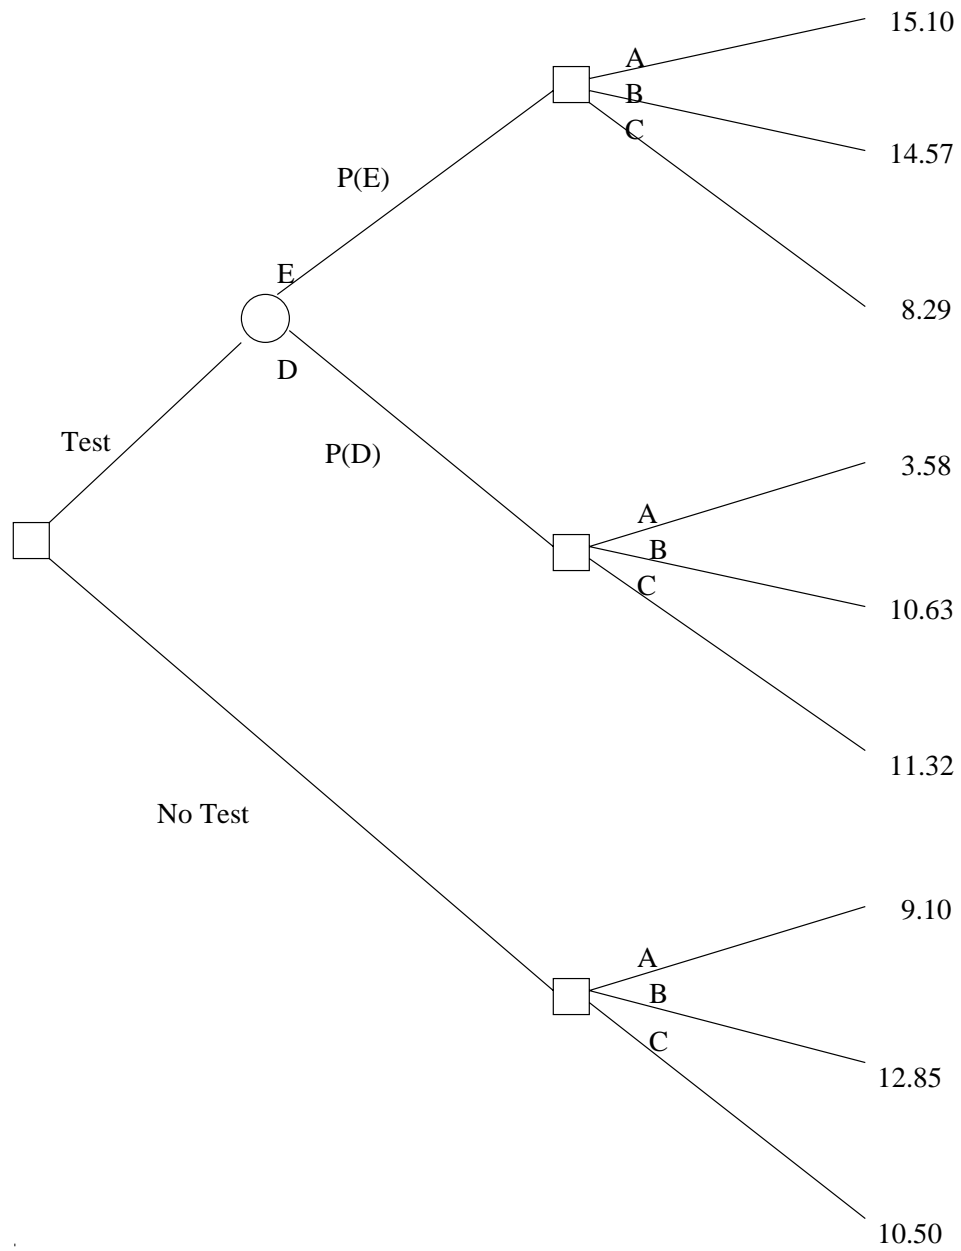 15.10
A
B
C
14.57
P(E)
E
8.29
D
Test
P(D)
3.58
A
B
C
10.63
11.32
No Test
9.10
A
B
C
12.85
10.50